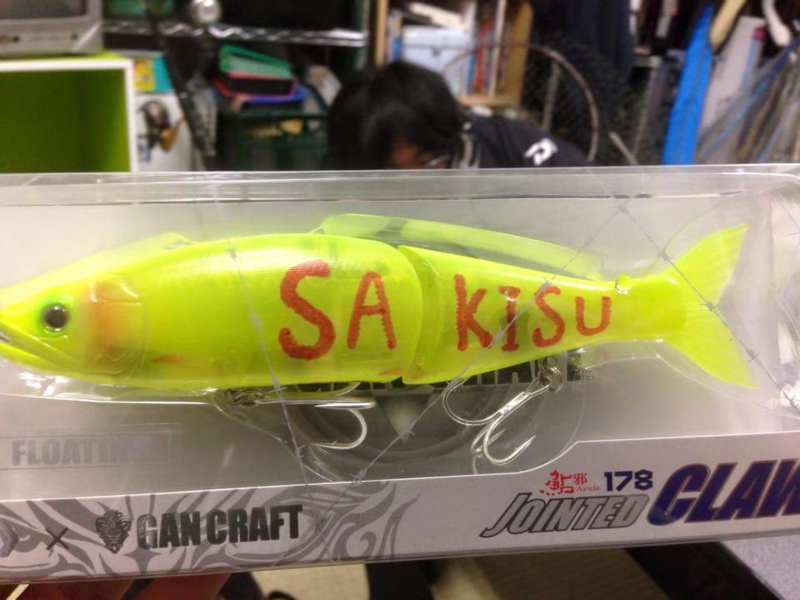 SA KISU
FLOATING
鮎邪 178
Ayuja
JOINTED CLAW
× GAN CRAFT